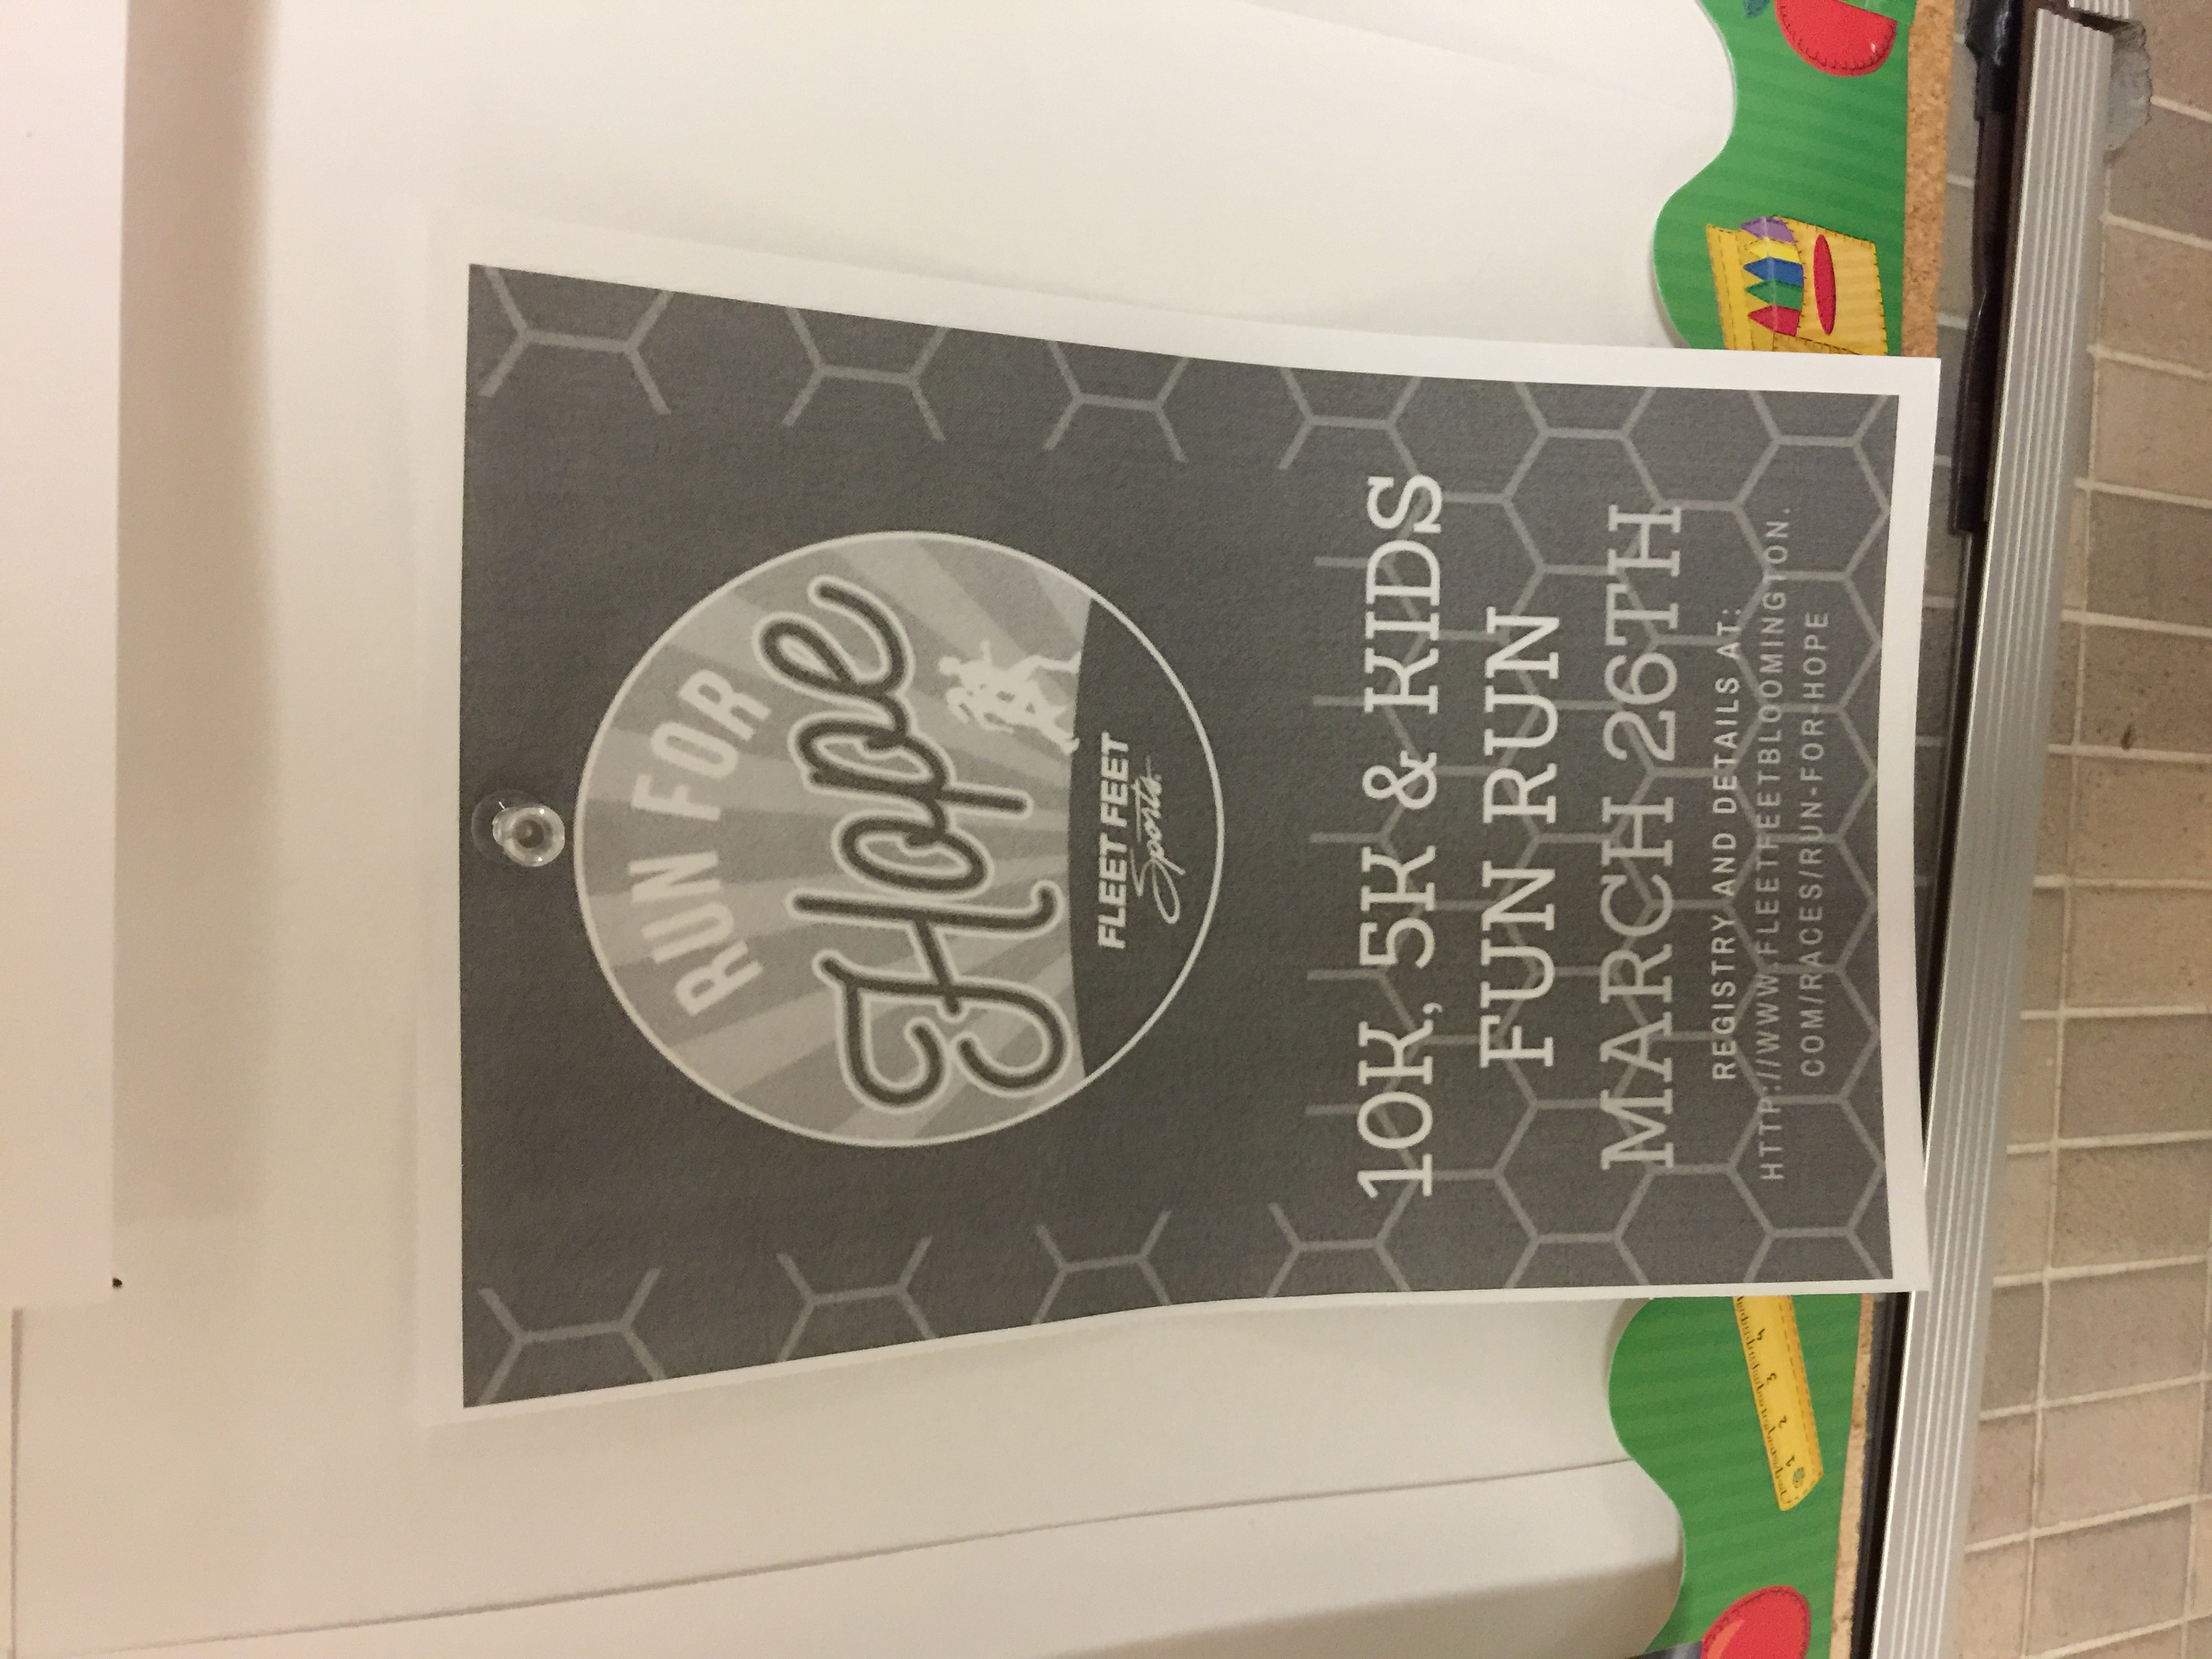 RUN FOR
Hope
FLEET FEET
Sports
10K, 5K & KIDS
FUN RUN
MARCH 26TH
REGISTRY AND DETAILS AT:
HTTP://WWW.FLEETFEETBLOOMINGTON.
COM/RACES/RUN-FOR-HOPE
1 2 3 4